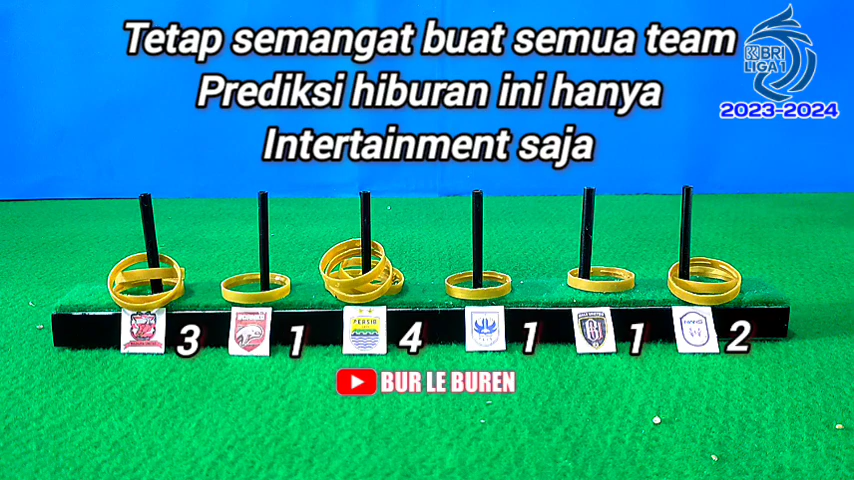 Tetap semangat buat semua team
Prediksi hiburan ini hanya
Intertainment saja
BRI
LIGA 1
2023-2024
3 1 4 1 1 2
PERSIB
BUR LE BUREN